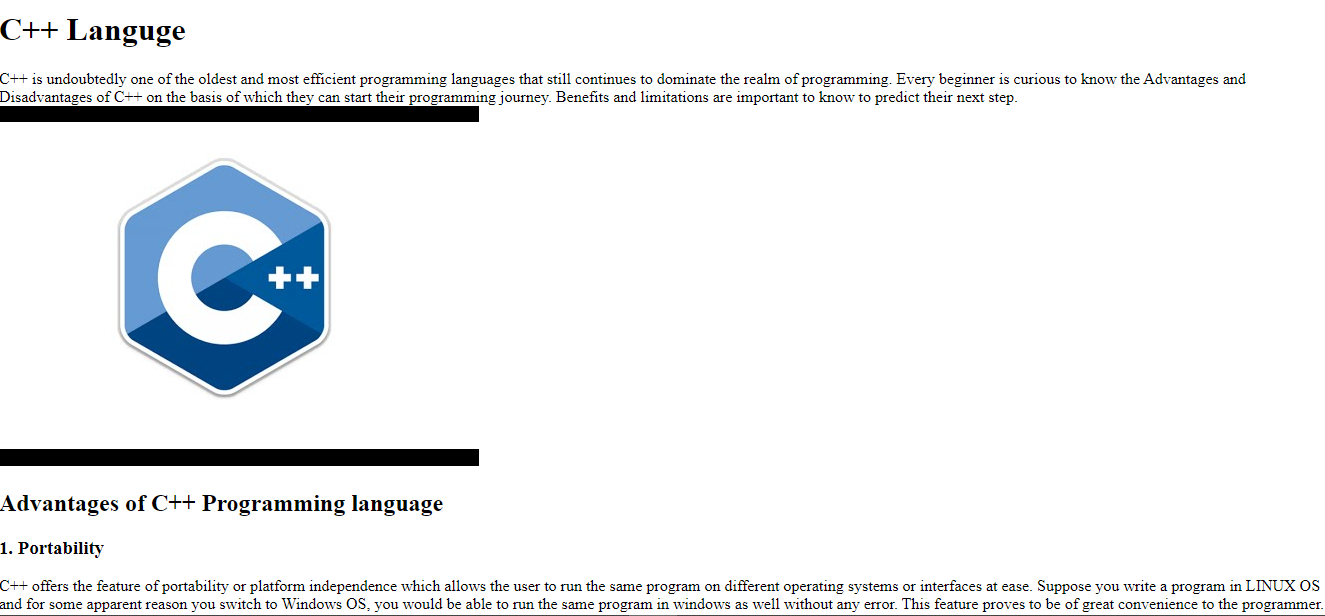 C++ Languge
C++ is undoubtedly one of the oldest and most efficient programming languages that still continues to dominate the realm of programming. Every beginner is curious to know the Advantages and
Disadvantages of C++ on the basis of which they can start their programming journey. Benefits and limitations are important to know to predict their next step.
C++
Advantages of C++ Programming language
1. Portability
C++ offers the feature of portability or platform independence which allows the user to run the same program on different operating systems or interfaces at ease. Suppose you write a program in LINUX OS
and for some apparent reason you switch to Windows OS, you would be able to run the same program in windows as well without any error. This feature proves to be of great convenience to the programmer.